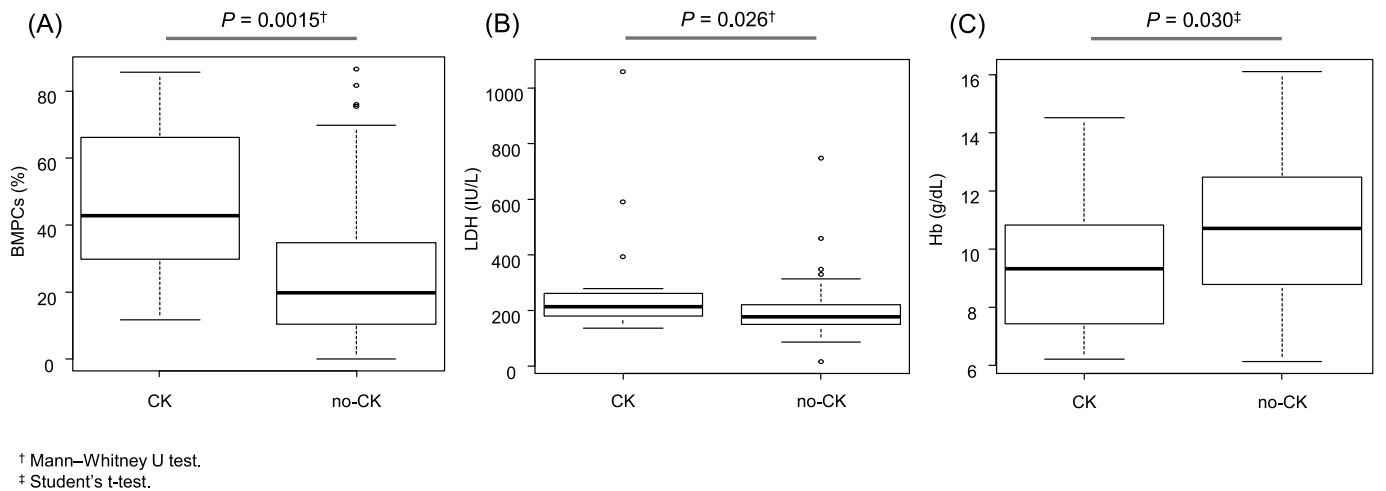 (A)
P = 0.0015†
BMPCs (%)
80
60
40
20
0
CK
no-CK
(B)
P = 0.026†
LDH (IU/L)
1000
800
600
400
200
0
CK
no-CK
(C)
P = 0.030‡
Hb (g/dL)
16
14
12
10
8
6
CK
no-CK
† Mann–Whitney U test.
‡ Student's t-test.